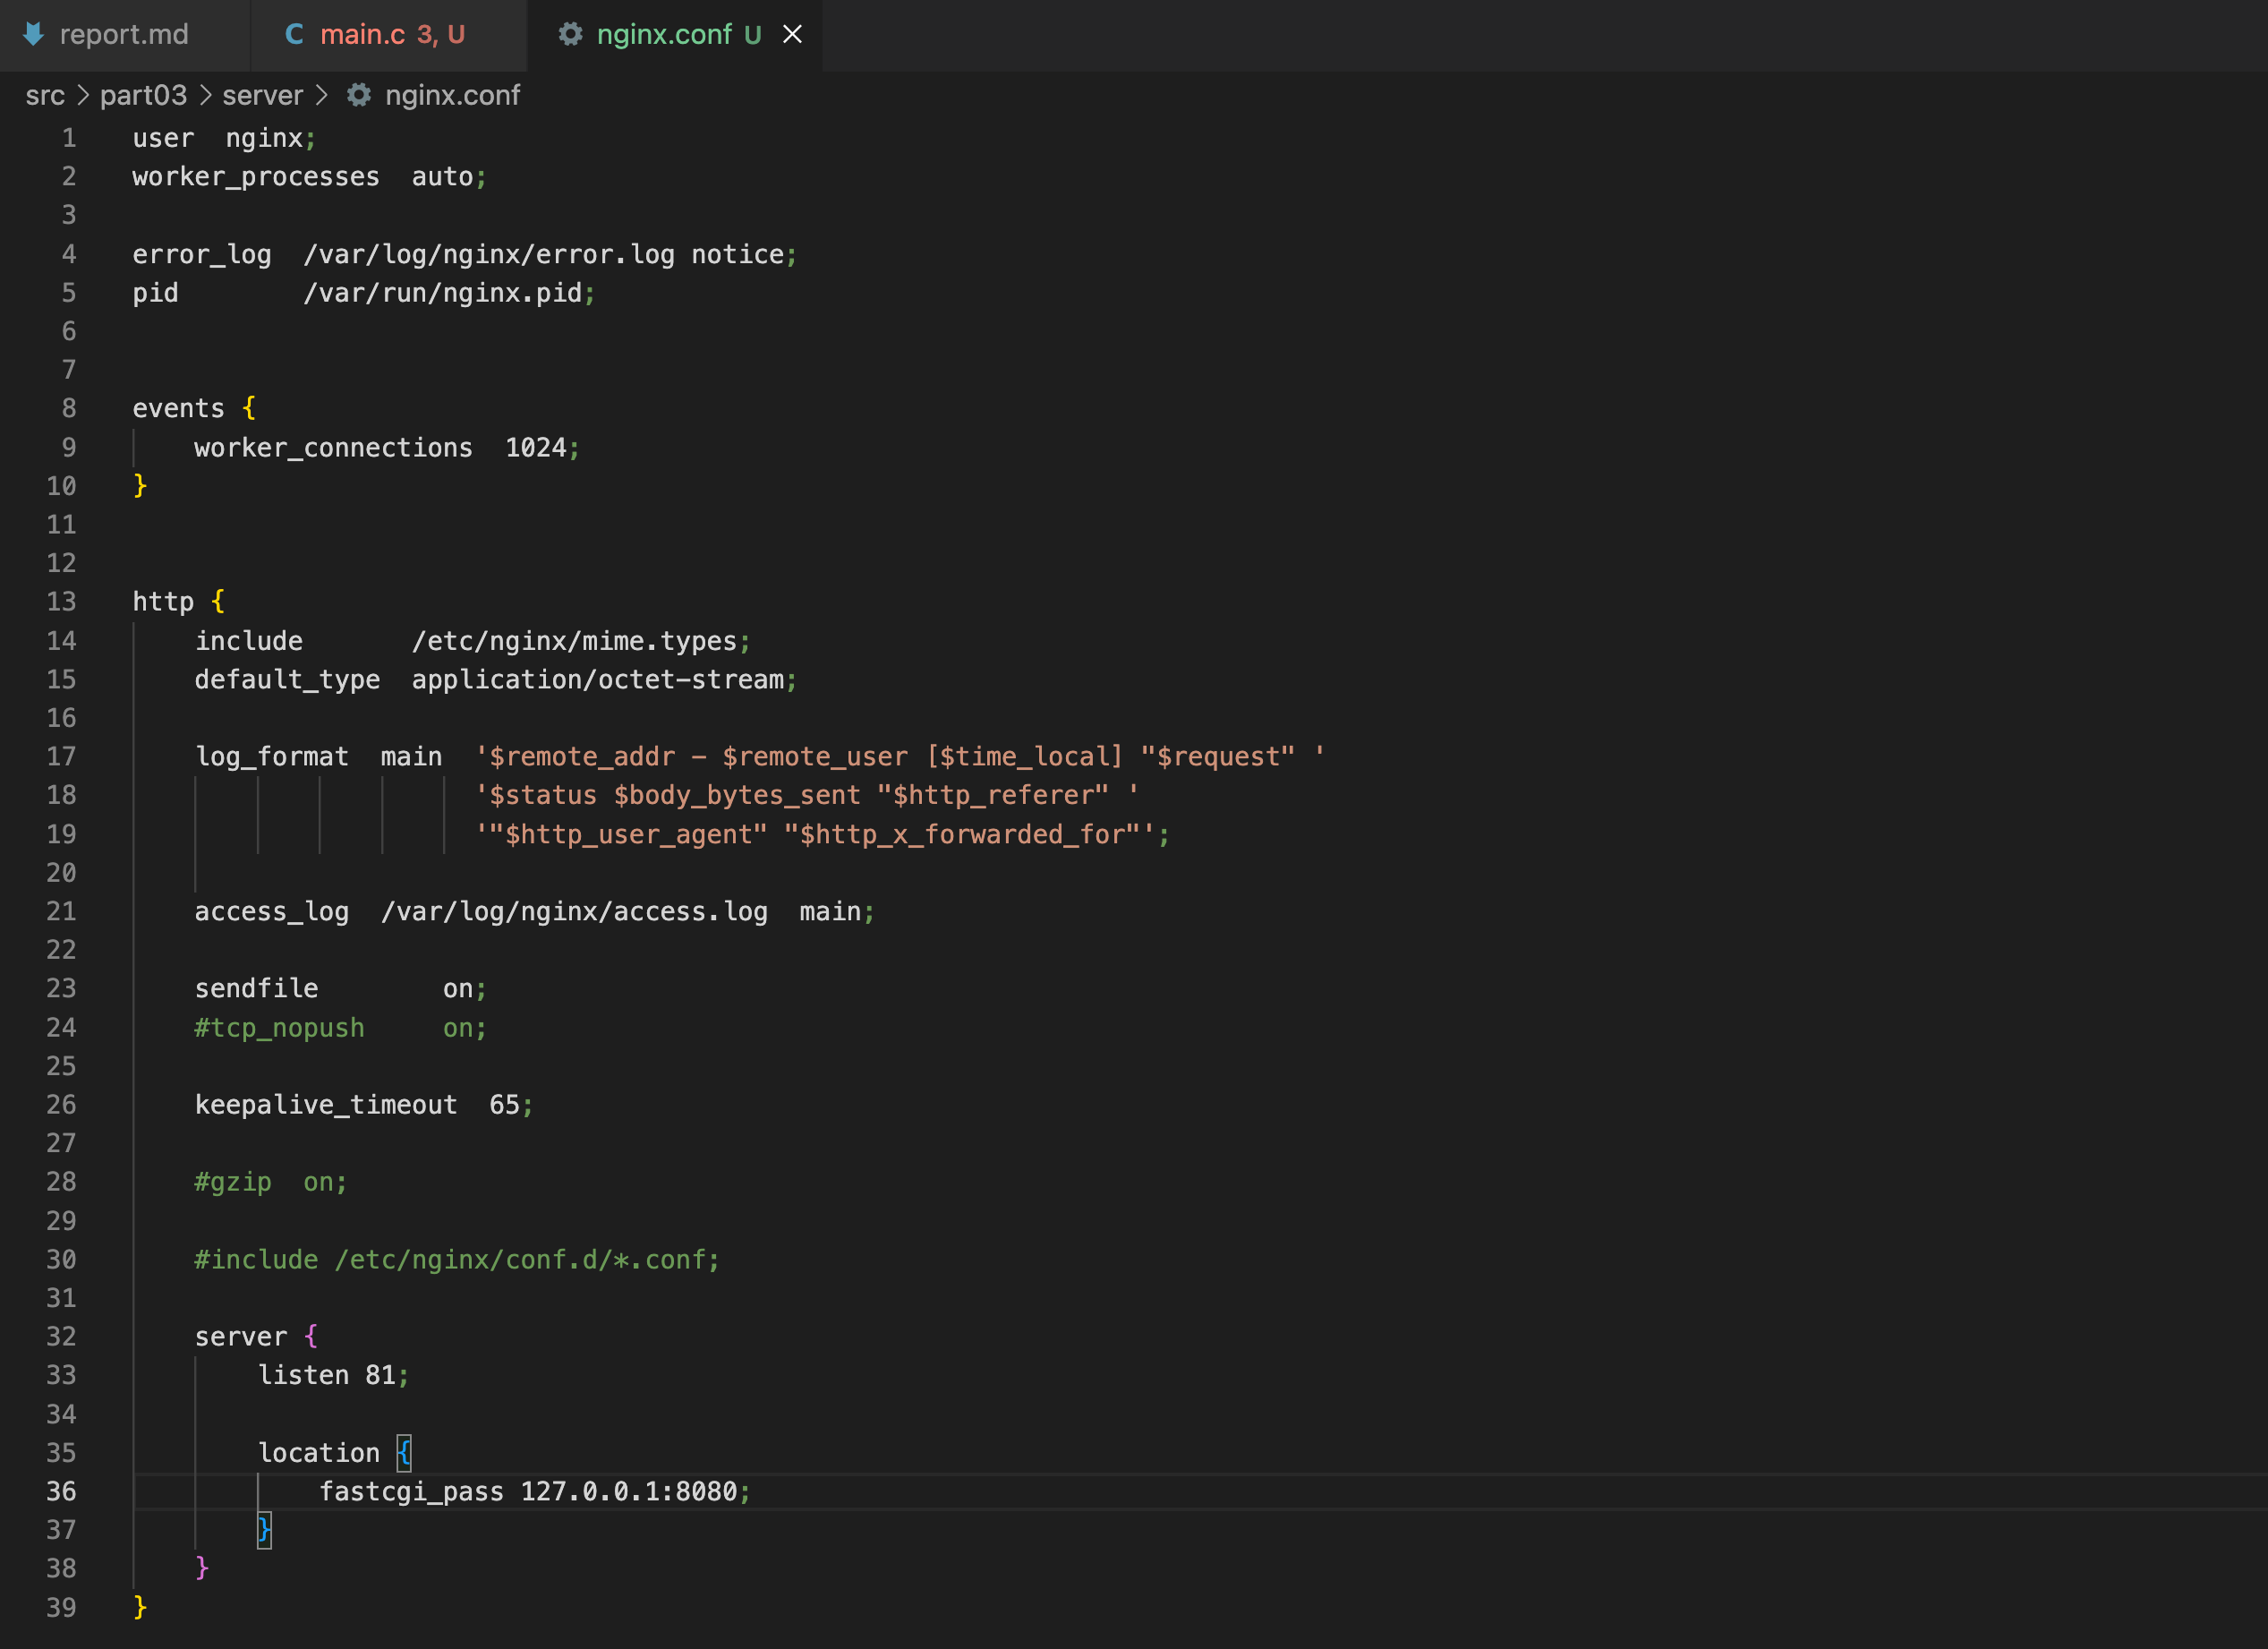 report.md
main.c 3, U
nginx.conf U
src > part03 > server > nginx.conf
1 user  nginx;
2 worker_processes  auto;
3
4 error_log  /var/log/nginx/error.log notice;
5 pid        /var/run/nginx.pid;
6
7
8 events {
9     worker_connections  1024;
10 }
11
12
13 http {
14     include       /etc/nginx/mime.types;
15     default_type  application/octet-stream;
16
17     log_format  main  '$remote_addr - $remote_user [$time_local] "$request" '
18                       '$status $body_bytes_sent "$http_referer" '
19                       '"$http_user_agent" "$http_x_forwarded_for"';
20
21     access_log  /var/log/nginx/access.log  main;
22
23     sendfile        on;
24     #tcp_nopush     on;
25
26     keepalive_timeout  65;
27
28     #gzip  on;
29
30     #include /etc/nginx/conf.d/*.conf;
31
32     server {
33         listen 81;
34
35         location {
36             fastcgi_pass 127.0.0.1:8080;
37         }
38     }
39 }